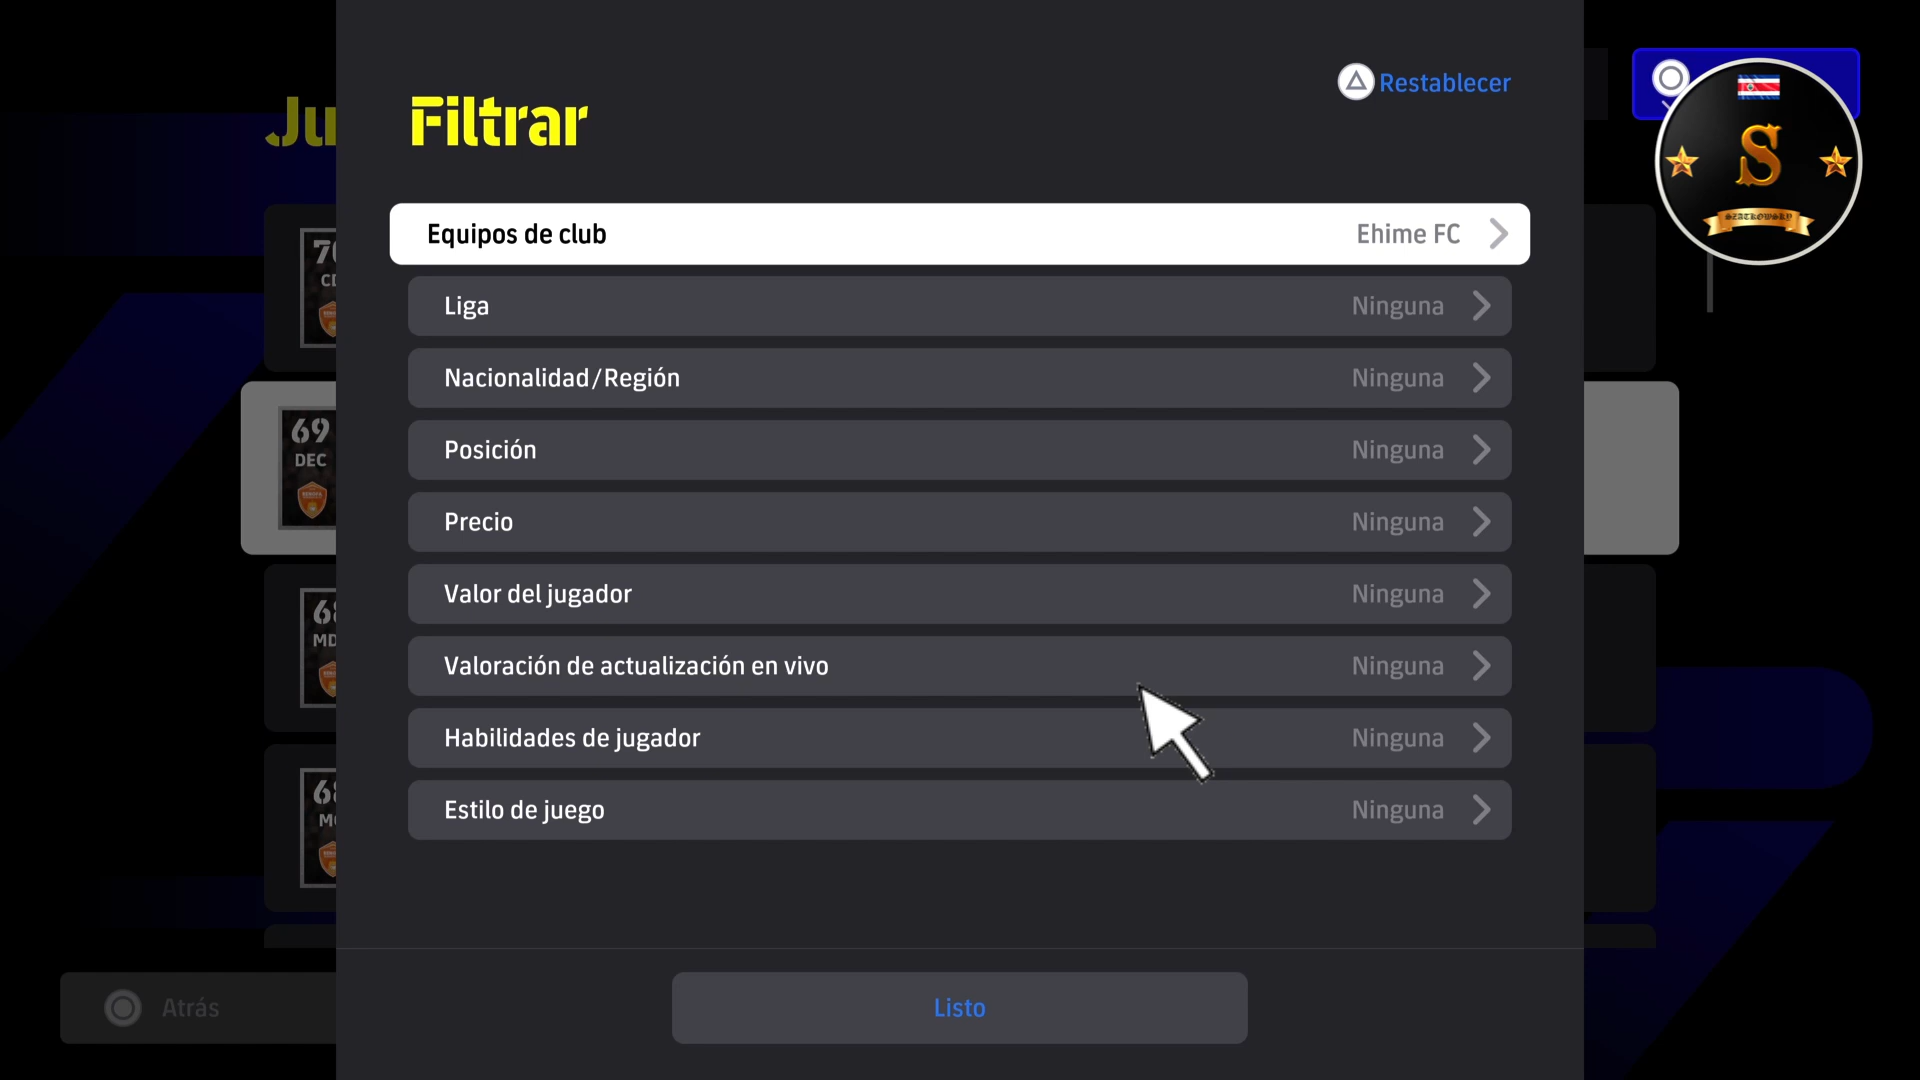 Restablecer
Filtrar
Equipos de club Ehime FC
Liga Ninguna
Nacionalidad/Región Ninguna
Posición Ninguna
Precio Ninguna
Valor del jugador Ninguna
Valoración de actualización en vivo Ninguna
Habilidades de jugador Ninguna
Estilo de juego Ninguna
Listo
Atrás
69
DEC
S
SZATKOWSKY